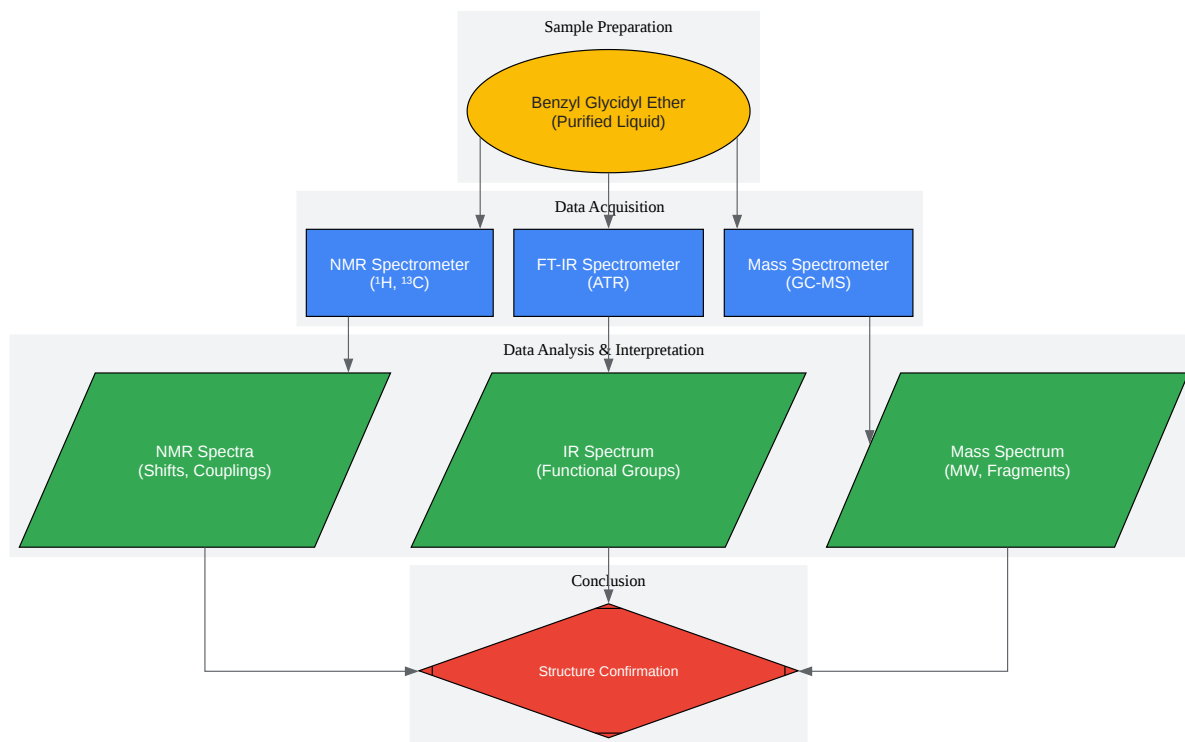 Sample Preparation
Benzyl Glycidyl Ether
(Purified Liquid)
Data Acquisition
NMR Spectrometer
(¹H, ¹³C)
FT-IR Spectrometer
(ATR)
Mass Spectrometer
(GC-MS)
Data Analysis & Interpretation
NMR Spectra
(Shifts, Couplings)
IR Spectrum
(Functional Groups)
Mass Spectrum
(MW, Fragments)
Conclusion
Structure Confirmation